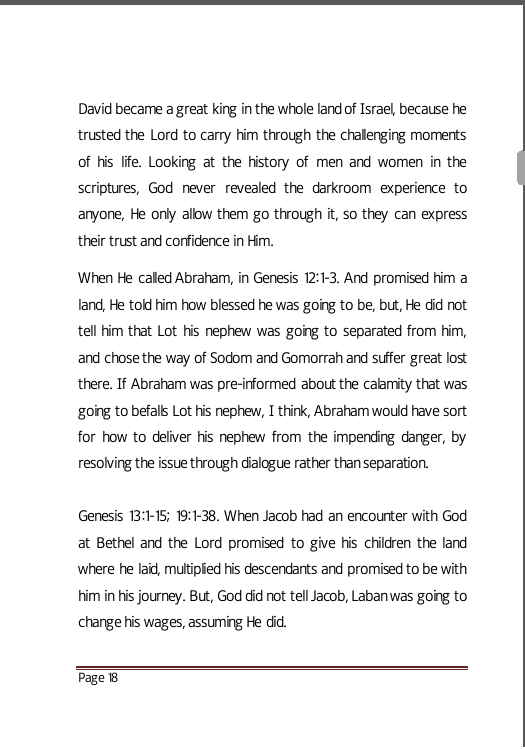 David became a great king in the whole land of Israel, because he
trusted the Lord to carry him through the challenging moments
of his life. Looking at the history of men and women in the
scriptures, God never revealed the darkroom experience to
anyone, He only allow them go through it, so they can express
their trust and confidence in Him.
When He called Abraham, in Genesis 12:1-3. And promised him a
land, He told him how blessed he was going to be, but, He did not
tell him that Lot his nephew was going to separated from him,
and chose the way of Sodom and Gomorrah and suffer great lost
there. If Abraham was pre-informed about the calamity that was
going to befalls Lot his nephew, I think, Abraham would have sort
for how to deliver his nephew from the impending danger, by
resolving the issue through dialogue rather than separation.
Genesis 13:1-15; 19:1-38. When Jacob had an encounter with God
at Bethel and the Lord promised to give his children the land
where he laid, multiplied his descendants and promised to be with
him in his journey. But, God did not tell Jacob, Laban was going to
change his wages, assuming He did.
Page 18